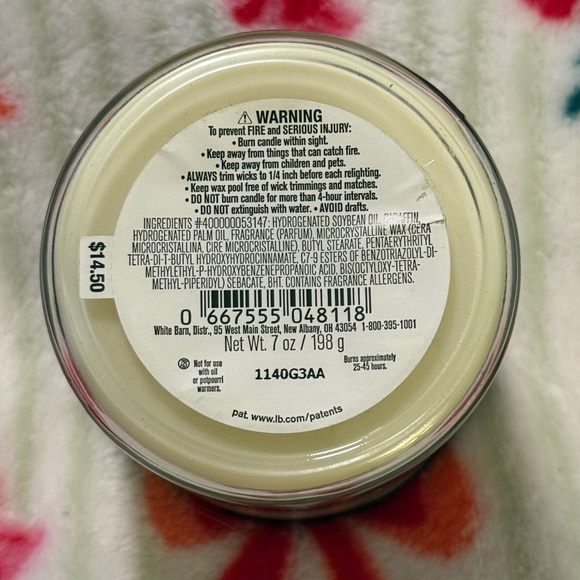 ⚠ WARNING
To prevent FIRE and SERIOUS INJURY:
• Burn candle within sight.
• Keep away from things that can catch fire.
• Keep away from children and pets.
• ALWAYS trim wicks to 1/4 inch before each relighting.
• Keep wax pool free of wick trimmings and matches.
• DO NOT burn candle for more than 4-hour intervals.
• DO NOT extinguish with water. • AVOID drafts.
INGREDIENTS #400000053147: HYDROGENATED SOYBEAN OIL, PARAFFIN,
HYDROGENATED PALM OIL, FRAGRANCE (PARFUM), MICROCRYSTALLINE WAX (CERA
MICROCRISTALLINA, CIRE MICROCRISTALLINE), BUTYL STEARATE, PENTAERYTHRITYL
TETRA-DI-T-BUTYL HYDROXYHYDROCINNAMATE, C7-9 ESTERS OF BENZOTRIAZOLYL-DI-
METHYLETHYL-P-HYDROXYBENZENEPROPANOIC ACID, BIS(OCTYLOXY-TETRA-
METHYL-PIPERIDYL) SEBACATE, BHT. CONTAINS FRAGRANCE ALLERGENS.
$14.50
0 667555 048118
White Barn, Distr., 95 West Main Street, New Albany, OH 43054 1-800-395-1001
Net Wt. 7 oz / 198 g
Not for use
with oil
or potpourri
warmers.
1140G3AA
Burns approximately
25-45 hours.
pat. www.lb.com/patents